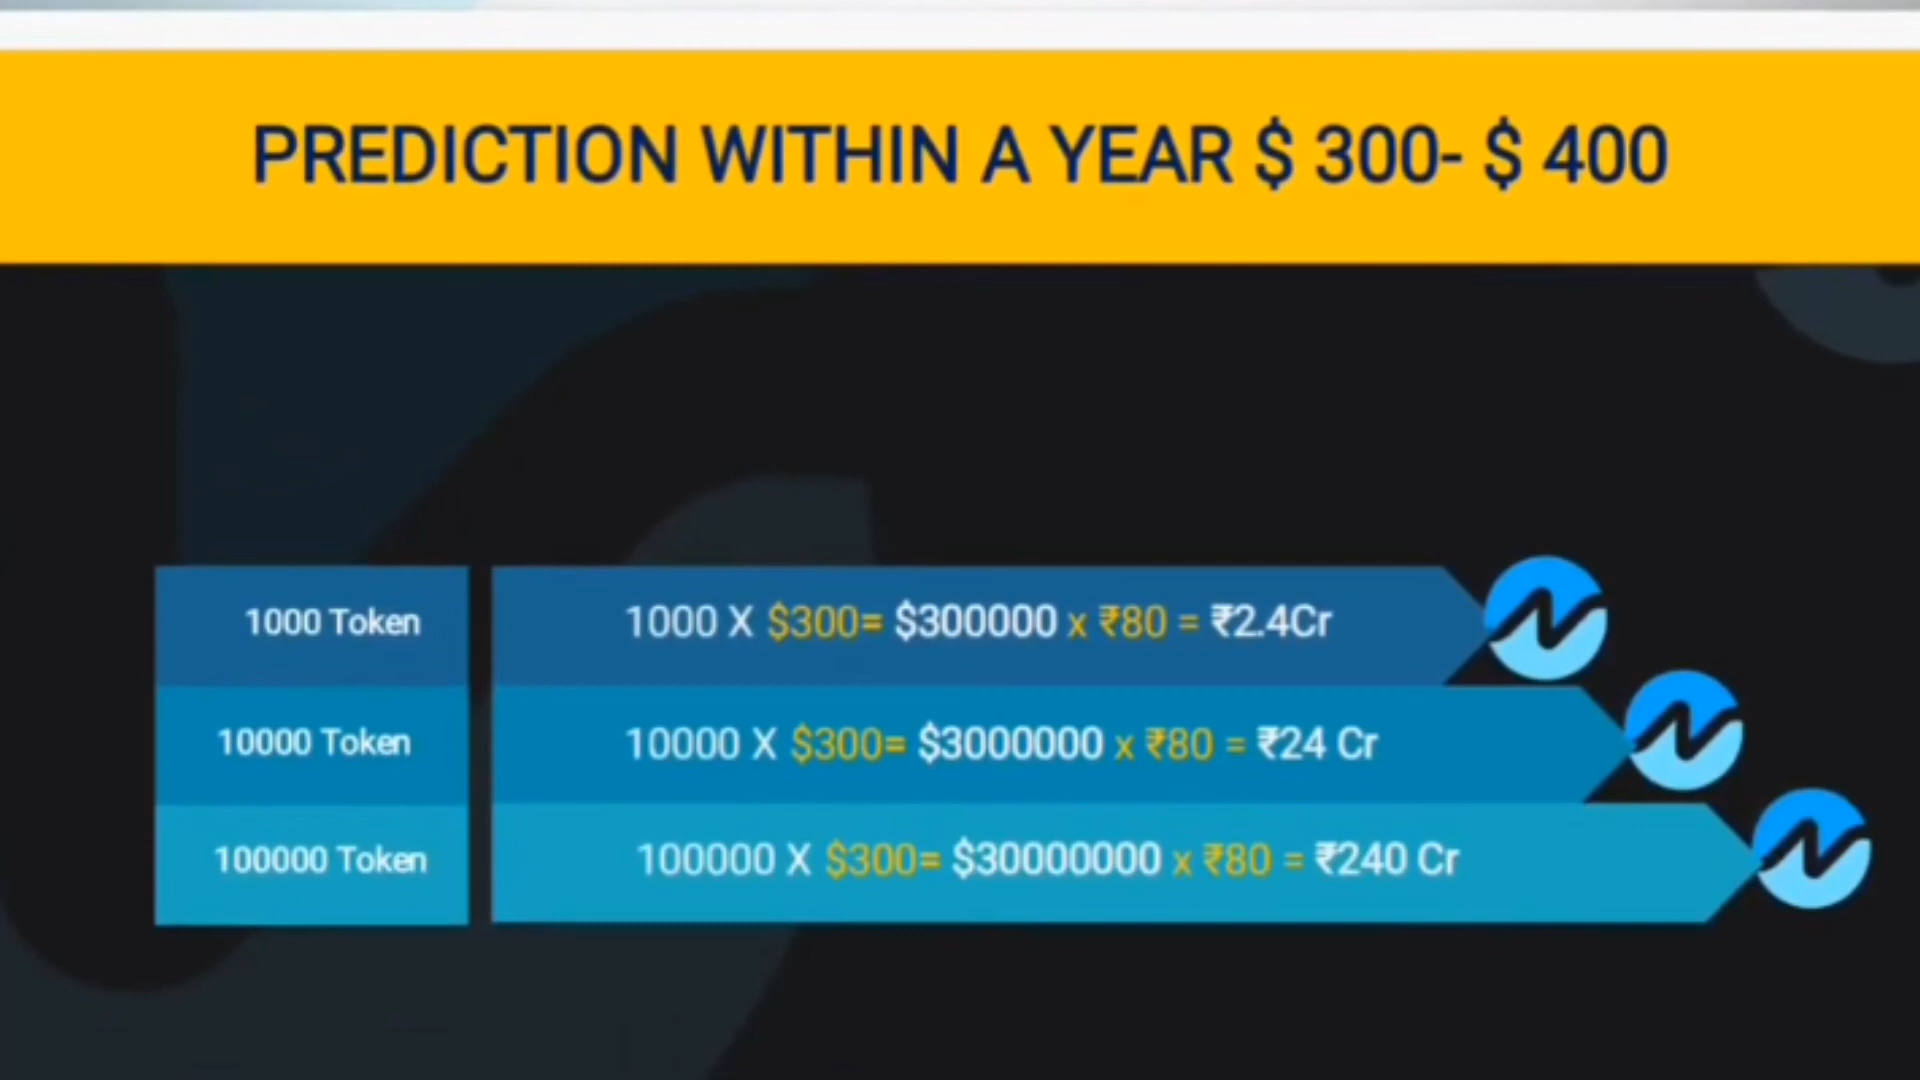 PREDICTION WITHIN A YEAR $ 300- $ 400
1000 Token
1000 X $300= $300000 x ₹80 = ₹2.4Cr
10000 Token
10000 X $300= $3000000 x ₹80 = ₹24 Cr
100000 Token
100000 X $300= $30000000 x ₹80 = ₹240 Cr